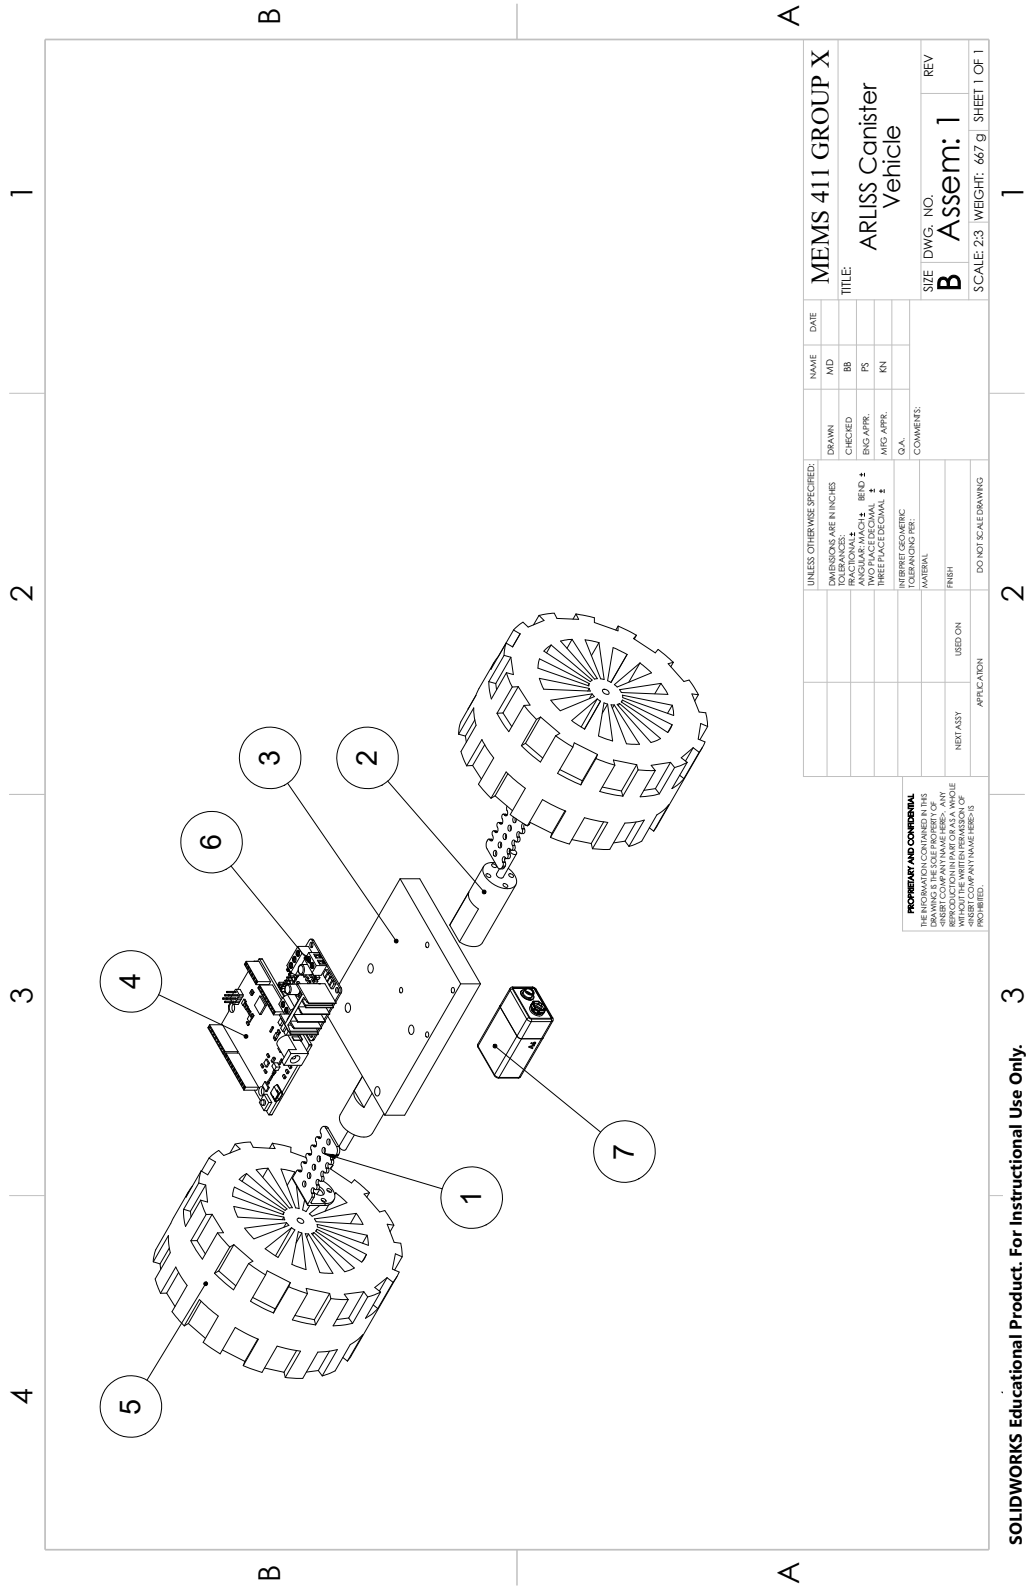 4
3
2
1
B
B
A
A
5
4
6
3
2
1
7
PROPRIETARY AND CONFIDENTIAL
THE INFORMATION CONTAINED IN THIS
DRAWING IS THE SOLE PROPERTY OF
<INSERT COMPANY NAME HERE>. ANY
REPRODUCTION IN PART OR AS A WHOLE
WITHOUT THE WRITTEN PERMISSION OF
<INSERT COMPANY NAME HERE> IS
PROHIBITED.
NEXT ASSY
USED ON
APPLICATION
UNLESS OTHERWISE SPECIFIED:
DIMENSIONS ARE IN INCHES
TOLERANCES:
FRACTIONAL ±
ANGULAR: MACH ± BEND ±
TWO PLACE DECIMAL ±
THREE PLACE DECIMAL ±
INTERPRET GEOMETRIC
TOLERANCING PER:
MATERIAL
FINISH
DO NOT SCALE DRAWING
NAME DATE
DRAWN MD
CHECKED BB
ENG APPR. PS
MFG APPR. KN
Q.A.
COMMENTS:
MEMS 411 GROUP X
TITLE:
ARLISS Canister
Vehicle
SIZE DWG. NO. REV
B Assem: 1
SCALE: 2:3 WEIGHT: 667 g SHEET 1 OF 1
3
2
1
SOLIDWORKS Educational Product. For Instructional Use Only.